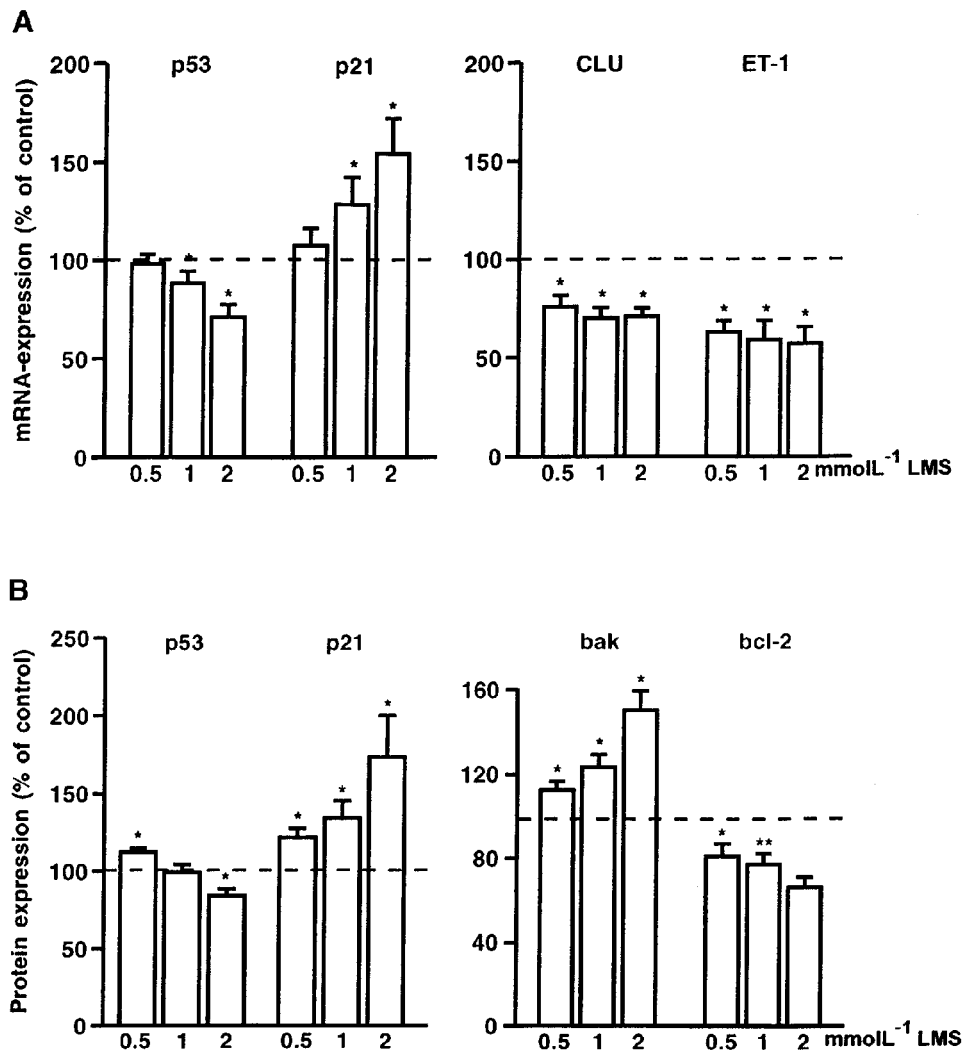 A
p53 p21 CLU ET-1
mRNA-expression (% of control)
200 200
150 150
100 100
50 50
0 0
* * * *
* * * * * *
0.5 1 2 0.5 1 2 0.5 1 2 0.5 1 2 mmolL⁻¹ LMS
B
p53 p21 bak bcl-2
Protein expression (% of control)
250
200 160
150 120
100 80
50 40
0 0
* * * * *
* * * * **
0.5 1 2 0.5 1 2 0.5 1 2 0.5 1 2 mmolL⁻¹ LMS